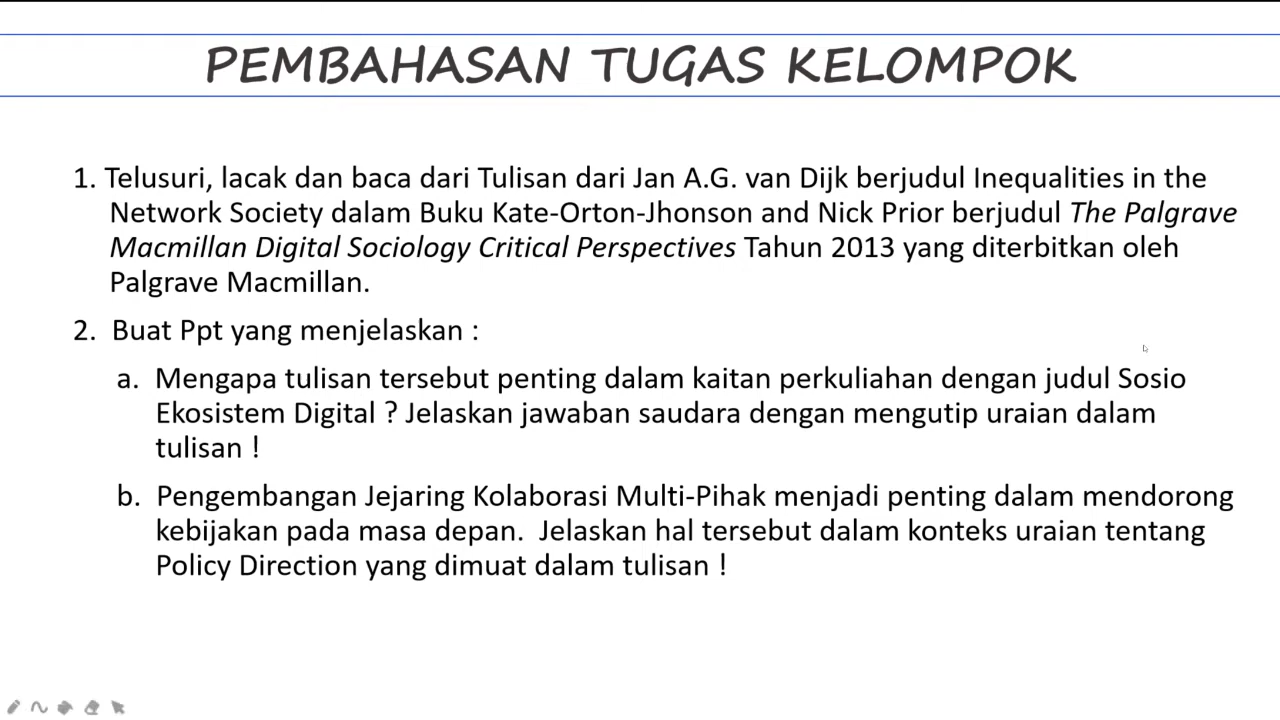 PEMBAHASAN TUGAS KELOMPOK
1. Telusuri, lacak dan baca dari Tulisan dari Jan A.G. van Dijk berjudul Inequalities in the
Network Society dalam Buku Kate-Orton-Jhonson and Nick Prior berjudul The Palgrave
Macmillan Digital Sociology Critical Perspectives Tahun 2013 yang diterbitkan oleh
Palgrave Macmillan.
2. Buat Ppt yang menjelaskan :
a. Mengapa tulisan tersebut penting dalam kaitan perkuliahan dengan judul Sosio
Ekosistem Digital ? Jelaskan jawaban saudara dengan mengutip uraian dalam
tulisan !
b. Pengembangan Jejaring Kolaborasi Multi-Pihak menjadi penting dalam mendorong
kebijakan pada masa depan. Jelaskan hal tersebut dalam konteks uraian tentang
Policy Direction yang dimuat dalam tulisan !